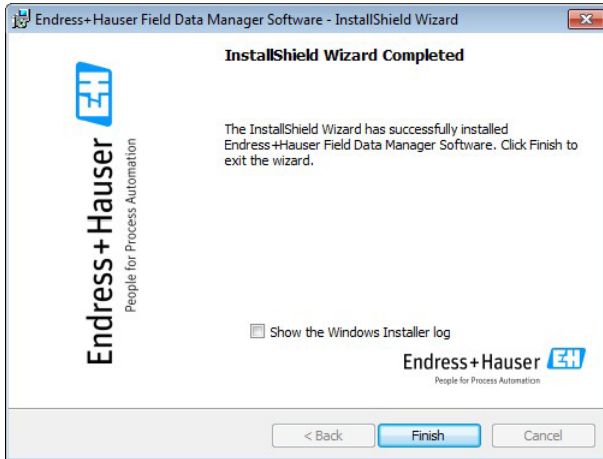 Endress+Hauser Field Data Manager Software - InstallShield Wizard
InstallShield Wizard Completed
The InstallShield Wizard has successfully installed
Endress+Hauser Field Data Manager Software. Click Finish to
exit the wizard.
Endress+Hauser EH
People for Process Automation
Show the Windows Installer log
Endress+Hauser EH
People for Process Automation
< Back
Finish
Cancel